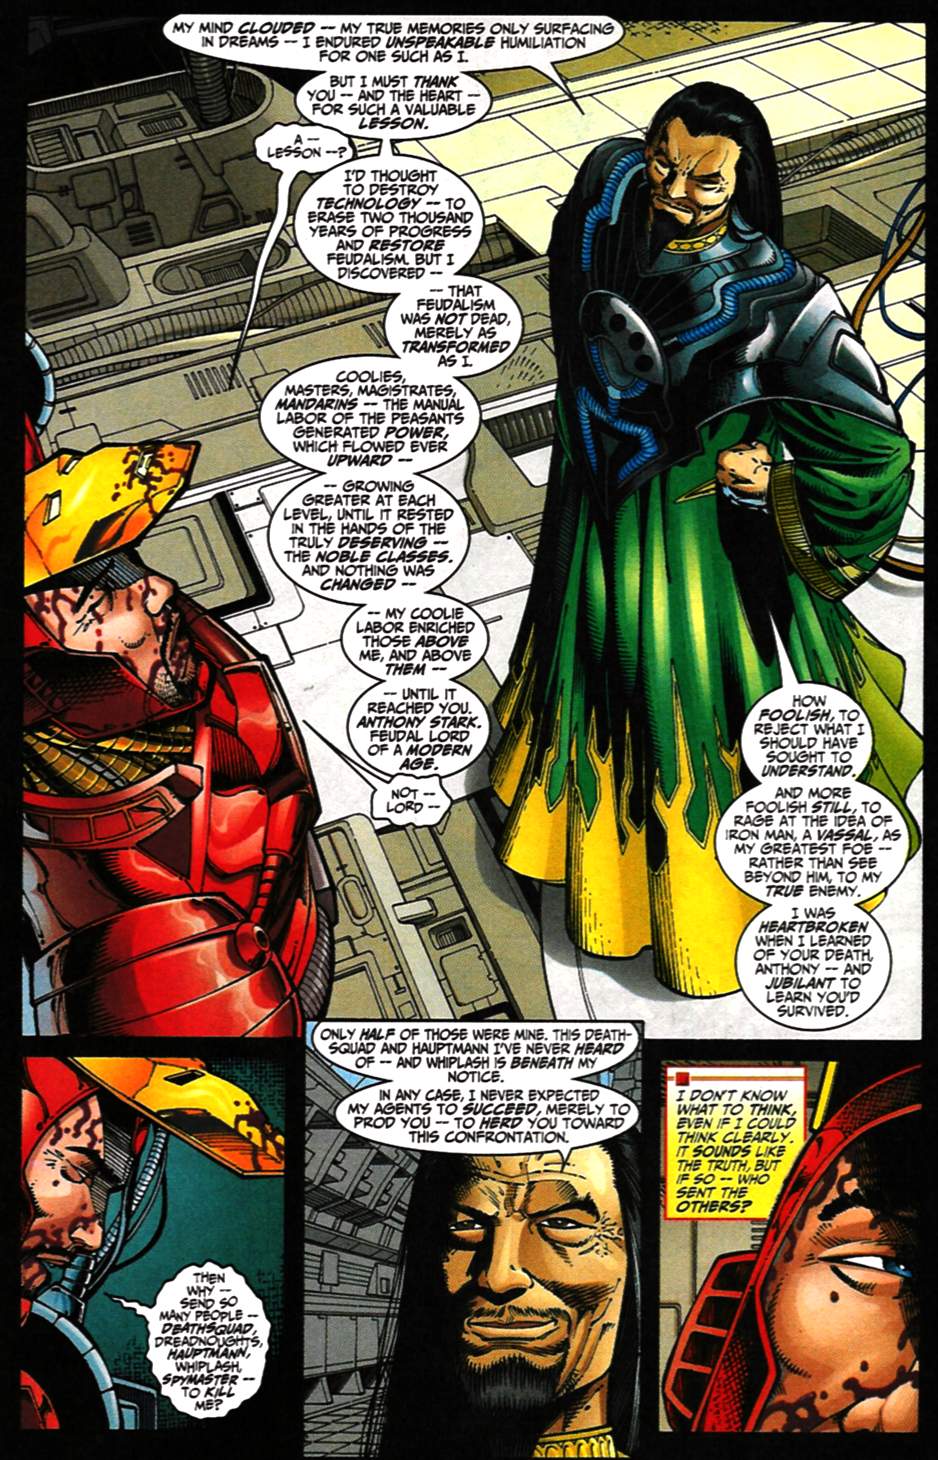 MY MIND CLOUDED -- MY TRUE MEMORIES ONLY SURFACING
IN DREAMS -- I ENDURED UNSPEAKABLE HUMILIATION
FOR ONE SUCH AS I.
BUT I MUST THANK
YOU -- AND THE HEART --
FOR SUCH A VALUABLE
LESSON.
A --
LESSON --?
I'D THOUGHT
TO DESTROY
TECHNOLOGY -- TO
ERASE TWO THOUSAND
YEARS OF PROGRESS
AND RESTORE
FEUDALISM. BUT I
DISCOVERED --
-- THAT
FEUDALISM
WAS NOT DEAD,
MERELY AS
TRANSFORMED
AS I.
COOLIES,
MASTERS, MAGISTRATES,
MANDARINS -- THE MANUAL
LABOR OF THE PEASANTS
GENERATED POWER,
WHICH FLOWED EVER
UPWARD --
-- GROWING
GREATER AT EACH
LEVEL, UNTIL IT RESTED
IN THE HANDS OF THE
TRULY DESERVING --
THE NOBLE CLASSES.
AND NOTHING WAS
CHANGED --
-- MY COOLIE
LABOR ENRICHED
THOSE ABOVE
ME, AND ABOVE
THEM --
-- UNTIL IT
REACHED YOU.
ANTHONY STARK.
FEUDAL LORD
OF A MODERN
AGE.
NOT --
LORD --
HOW
FOOLISH, TO
REJECT WHAT I
SHOULD HAVE
SOUGHT TO
UNDERSTAND.
AND MORE
FOOLISH STILL, TO
RAGE AT THE IDEA OF
IRON MAN, A VASSAL, AS
MY GREATEST FOE --
RATHER THAN SEE
BEYOND HIM, TO MY
TRUE ENEMY.
I WAS
HEARTBROKEN
WHEN I LEARNED
OF YOUR DEATH,
ANTHONY -- AND
JUBILANT TO
LEARN YOU'D
SURVIVED.
THEN
WHY --
SEND SO
MANY PEOPLE --
DEATHSQUAD,
DREADNOUGHTS,
HAUPTMANN,
WHIPLASH,
SPYMASTER --
TO KILL
ME?
ONLY HALF OF THOSE WERE MINE. THIS DEATH-
SQUAD AND HAUPTMANN I'VE NEVER HEARD
OF -- AND WHIPLASH IS BENEATH MY
NOTICE.
IN ANY CASE, I NEVER EXPECTED
MY AGENTS TO SUCCEED, MERELY TO
PROD YOU -- TO HERD YOU TOWARD
THIS CONFRONTATION.
I DON'T KNOW
WHAT TO THINK,
EVEN IF I COULD
THINK CLEARLY.
IT SOUNDS LIKE
THE TRUTH, BUT
IF SO -- WHO
SENT THE
OTHERS?